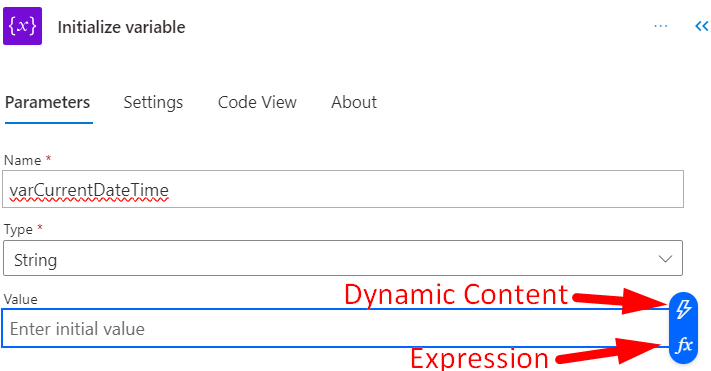 {x} Initialize variable ... «
Parameters Settings Code View About
Name *
varCurrentDateTime
Type *
String
Value
Dynamic Content
Enter initial value
fx
Expression